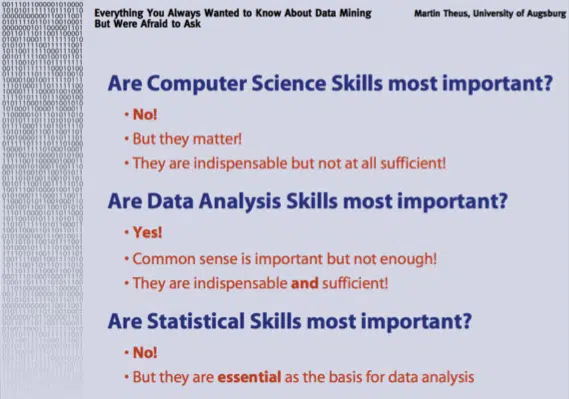 Everything You Always Wanted to Know About Data Mining
But Were Afraid to Ask
Martin Theus, University of Augsburg
Are Computer Science Skills most important?
• No!
• But they matter!
• They are indispensable but not at all sufficient!
Are Data Analysis Skills most important?
• Yes!
• Common sense is important but not enough!
• They are indispensable and sufficient!
Are Statistical Skills most important?
• No!
• But they are essential as the basis for data analysis